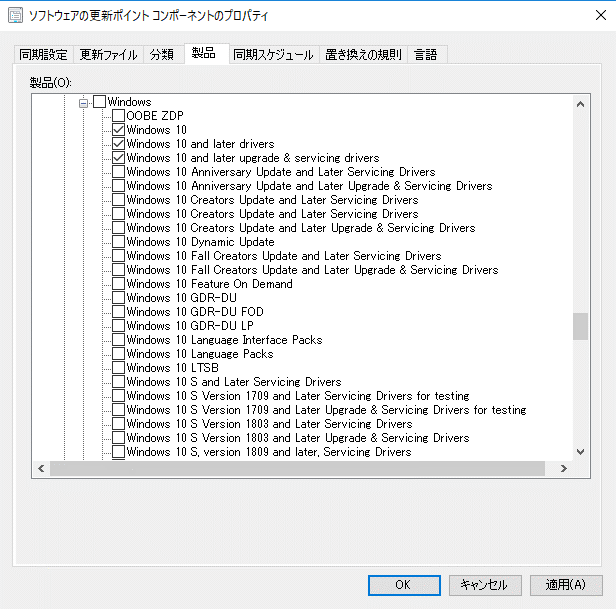 ソフトウェアの更新ポイント コンポーネントのプロパティ
同期設定 更新ファイル 分類 製品 同期スケジュール 置き換えの規則 言語
製品(O):
Windows
OOBE ZDP
Windows 10
Windows 10 and later drivers
Windows 10 and later upgrade & servicing drivers
Windows 10 Anniversary Update and Later Servicing Drivers
Windows 10 Anniversary Update and Later Upgrade & Servicing Drivers
Windows 10 Creators Update and Later Servicing Drivers
Windows 10 Creators Update and Later Servicing Drivers
Windows 10 Creators Update and Later Upgrade & Servicing Drivers
Windows 10 Dynamic Update
Windows 10 Fall Creators Update and Later Servicing Drivers
Windows 10 Fall Creators Update and Later Upgrade & Servicing Drivers
Windows 10 Feature On Demand
Windows 10 GDR-DU
Windows 10 GDR-DU FOD
Windows 10 GDR-DU LP
Windows 10 Language Interface Packs
Windows 10 Language Packs
Windows 10 LTSB
Windows 10 S and Later Servicing Drivers
Windows 10 S Version 1709 and Later Servicing Drivers for testing
Windows 10 S Version 1709 and Later Upgrade & Servicing Drivers for testing
Windows 10 S Version 1803 and Later Servicing Drivers
Windows 10 S Version 1803 and Later Upgrade & Servicing Drivers
Windows 10 S, version 1809 and later, Servicing Drivers
OK キャンセル 適用(A)